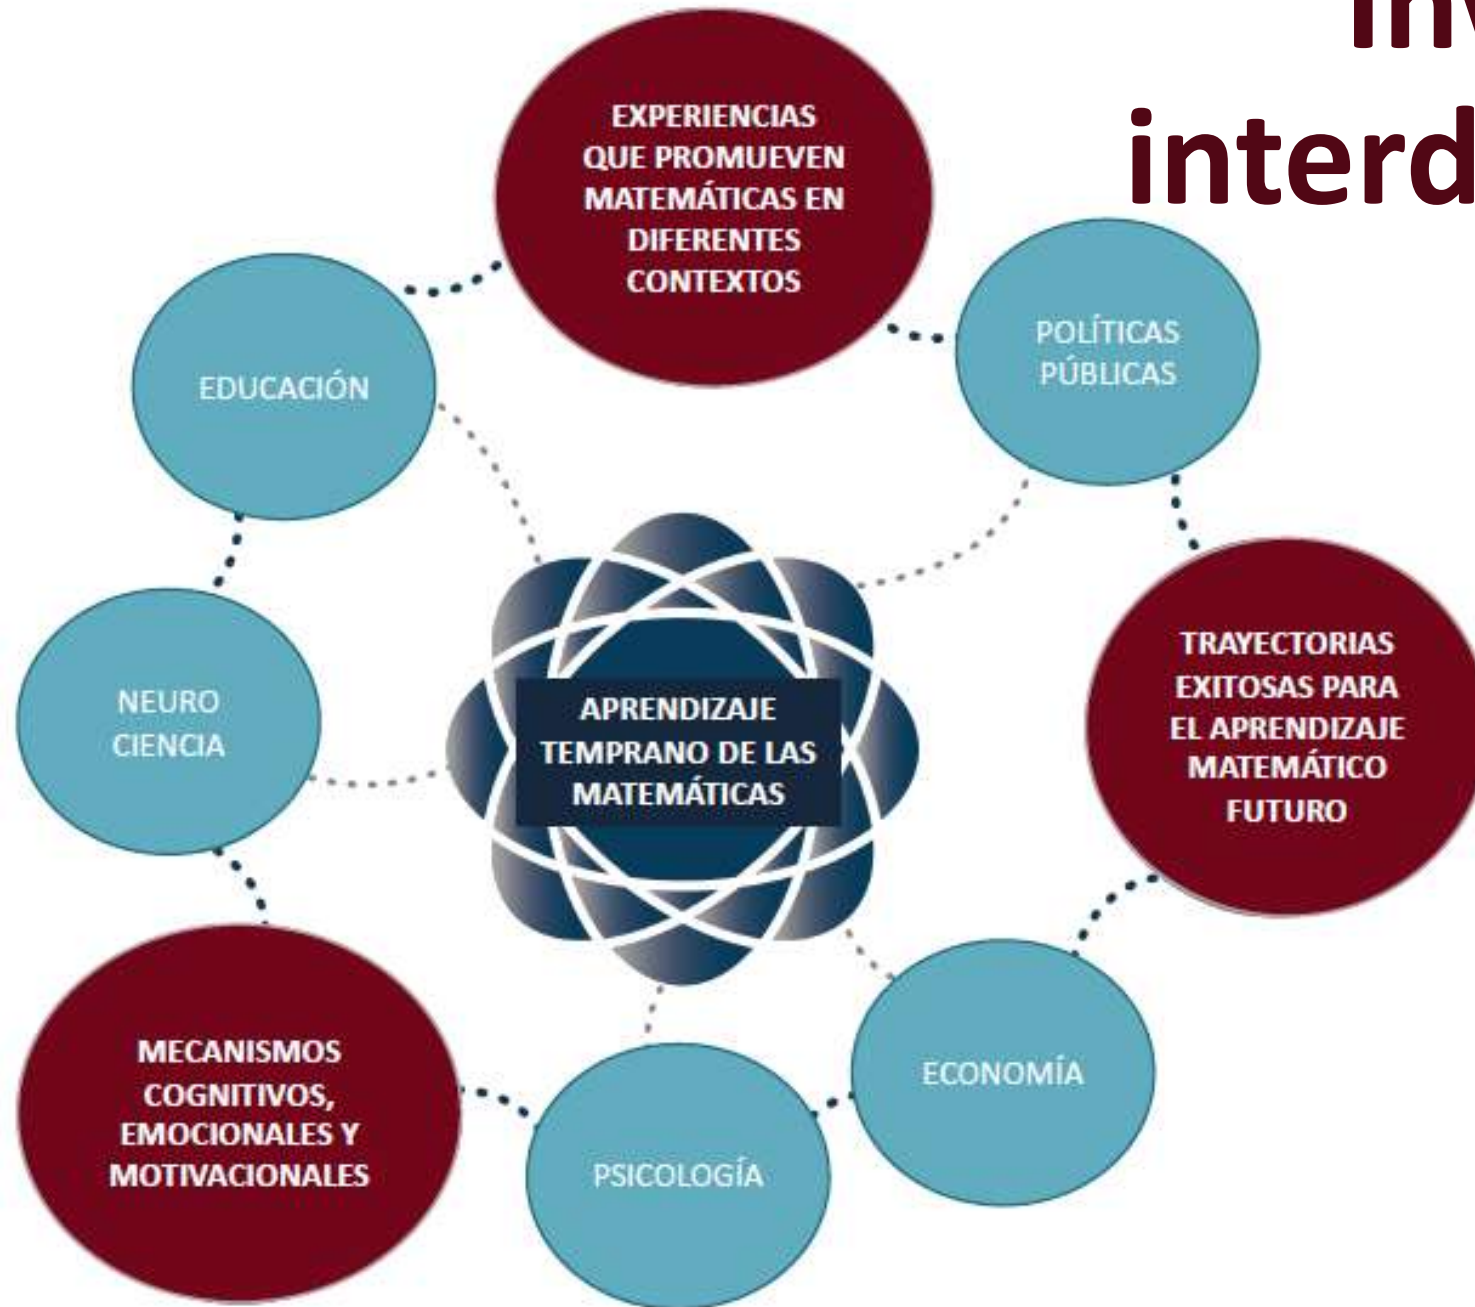 EXPERIENCIAS
QUE PROMUEVEN
MATEMÁTICAS EN
DIFERENTES
CONTEXTOS
POLÍTICAS
PÚBLICAS
EDUCACIÓN
TRAYECTORIAS
EXITOSAS PARA
EL APRENDIZAJE
MATEMÁTICO
FUTURO
NEURO
CIENCIA
APRENDIZAJE
TEMPRANO DE LAS
MATEMÁTICAS
MECANISMOS
COGNITIVOS,
EMOCIONALES Y
MOTIVACIONALES
ECONOMÍA
PSICOLOGÍA